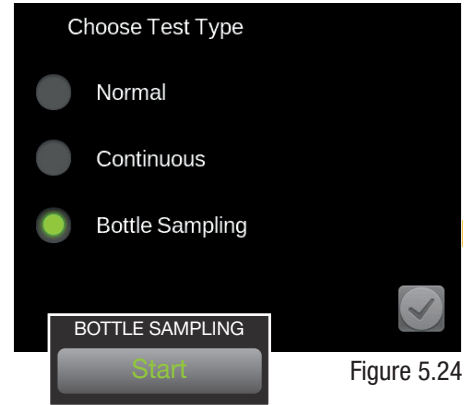 Choose Test Type
Normal
Continuous
Bottle Sampling
BOTTLE SAMPLING
Start
Figure 5.24